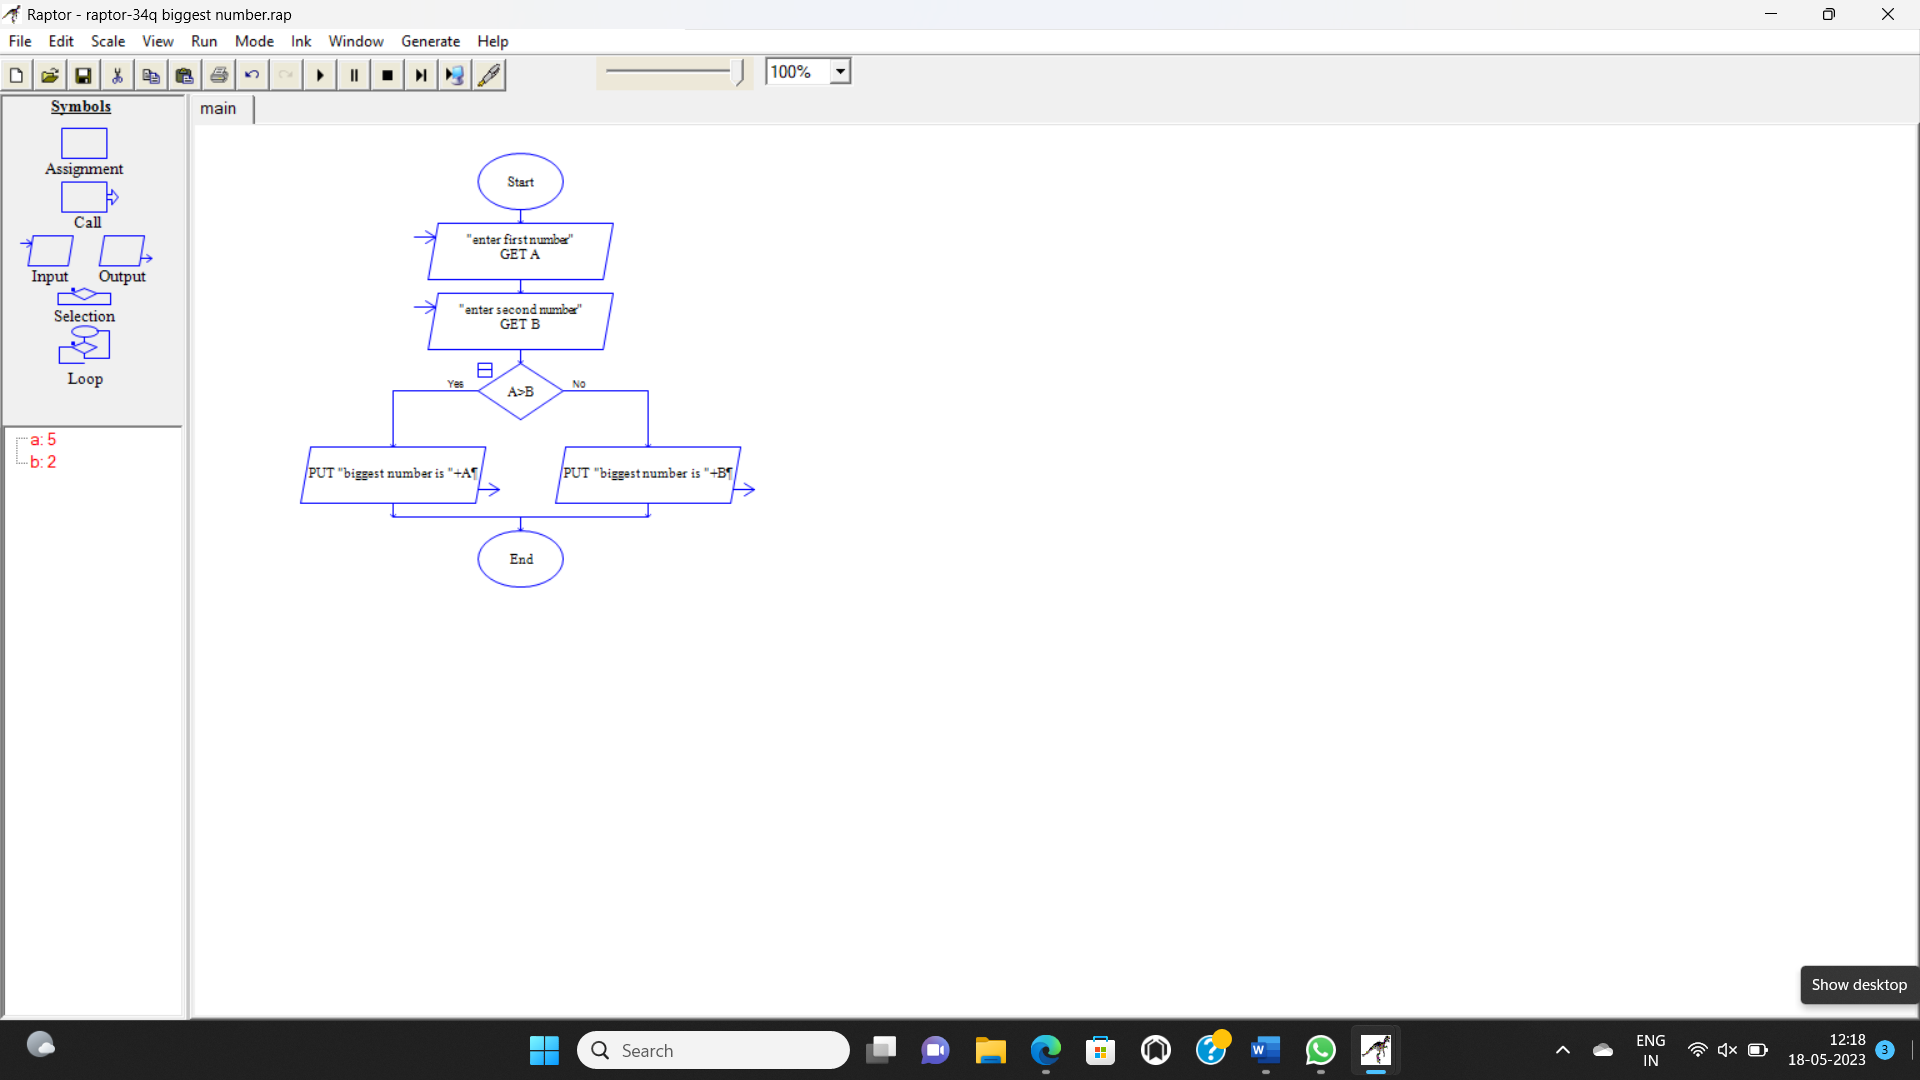 Raptor - raptor-34q biggest number.rap
File Edit Scale View Run Mode Ink Window Generate Help
100%
Symbols
Assignment
Call
Input Output
Selection
Loop
a: 5
b: 2
main
Start
"enter first number"
GET A
"enter second number"
GET B
Yes A>B No
PUT "biggest number is "+A¶ PUT "biggest number is "+B¶
End
Show desktop
Search
ENG
IN
12:18
18-05-2023
3